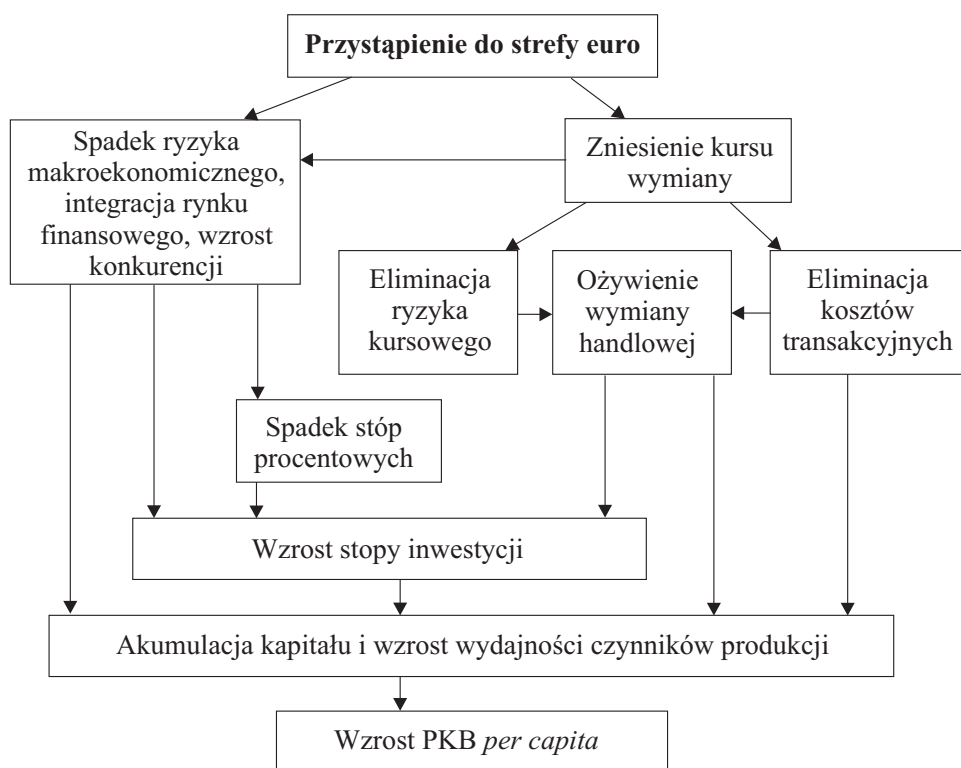 Przystąpienie do strefy euro
Spadek ryzyka
makroekonomicznego,
integracja rynku
finansowego, wzrost
konkurencji
Zniesienie kursu
wymiany
Eliminacja
ryzyka
kursowego
Ożywienie
wymiany
handlowej
Eliminacja
kosztów
transakcyjnych
Spadek stóp
procentowych
Wzrost stopy inwestycji
Akumulacja kapitału i wzrost wydajności czynników produkcji
Wzrost PKB per capita